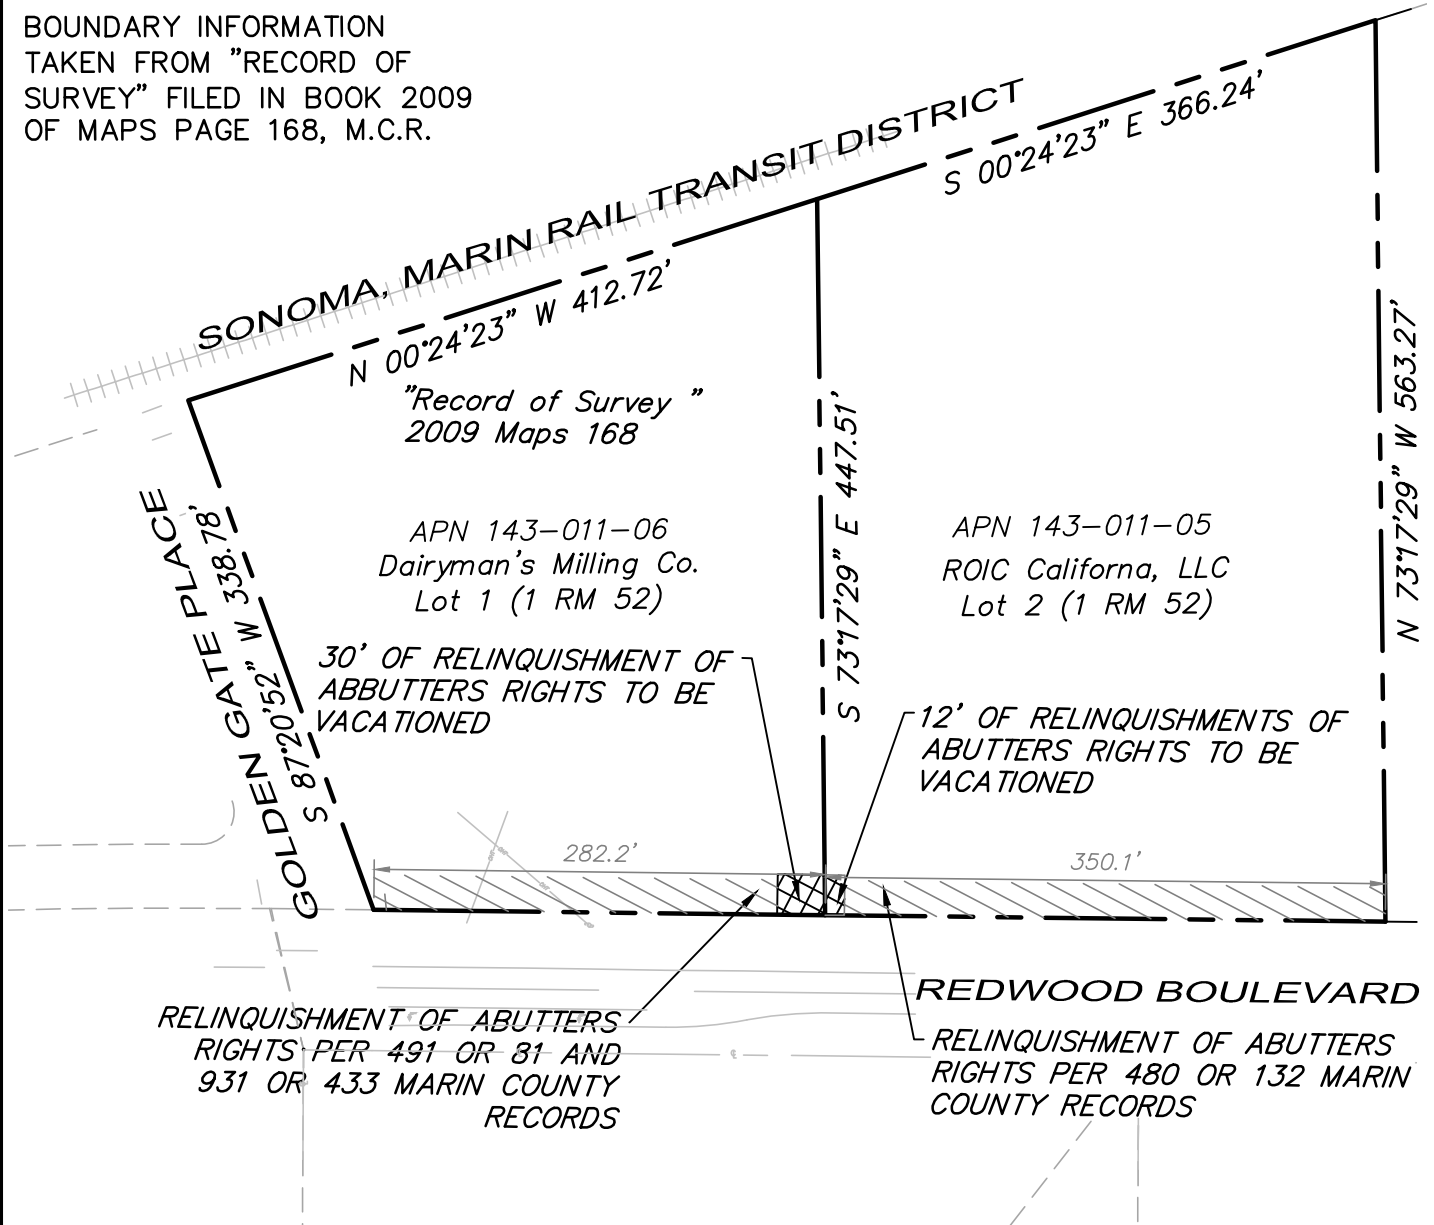 BOUNDARY INFORMATION
TAKEN FROM "RECORD OF
SURVEY" FILED IN BOOK 2009
OF MAPS PAGE 168, M.C.R.
SONOMA, MARIN RAIL TRANSIT DISTRICT
S 00°24'23" E 366.24'
N 00°24'23" W 412.72'
"Record of Survey "
2009 Maps 168
N 73°17'29" W 563.27'
S 73°17'29" E 447.51'
GOLDEN GATE PLACE
S 87°20'52" W 338.78'
APN 143-011-06
Dairyman's Milling Co.
Lot 1 (1 RM 52)
APN 143-011-05
ROIC Californa, LLC
Lot 2 (1 RM 52)
30' OF RELINQUISHMENT OF
ABBUTTERS RIGHTS TO BE
VACATIONED
12' OF RELINQUISHMENTS OF
ABUTTERS RIGHTS TO BE
VACATIONED
282.2'
350.1'
REDWOOD BOULEVARD
RELINQUISHMENT OF ABUTTERS
RIGHTS PER 491 OR 81 AND
931 OR 433 MARIN COUNTY
RECORDS
RELINQUISHMENT OF ABUTTERS
RIGHTS PER 480 OR 132 MARIN
COUNTY RECORDS